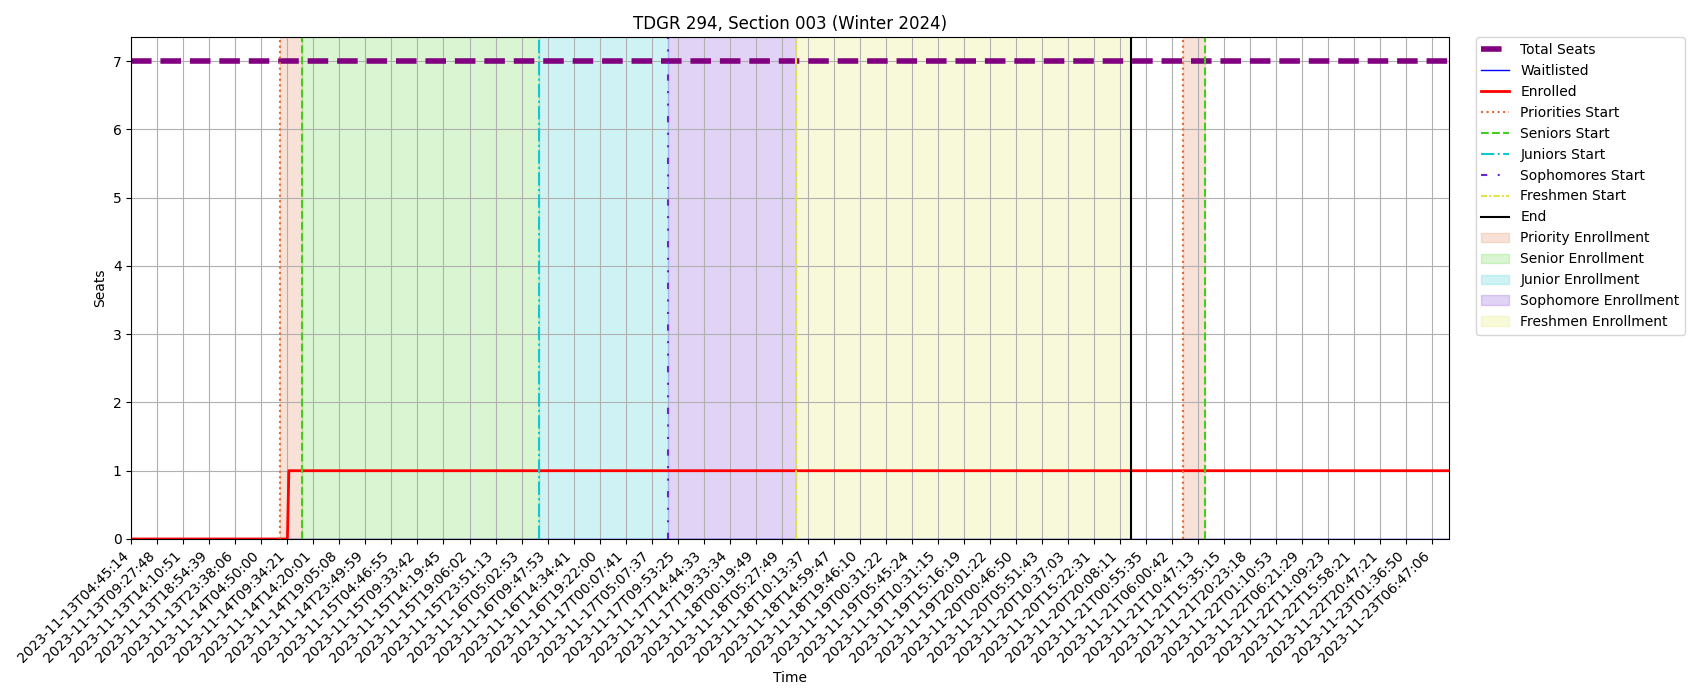 TDGR 294, Section 003 (Winter 2024)
Total Seats
Waitlisted
Enrolled
Priorities Start
Seniors Start
Juniors Start
Sophomores Start
Freshmen Start
End
Priority Enrollment
Senior Enrollment
Junior Enrollment
Sophomore Enrollment
Freshmen Enrollment
Seats
7
6
5
4
3
2
1
0
2023-11-13T04:45:14
2023-11-13T09:27:48
2023-11-13T14:10:51
2023-11-13T18:54:39
2023-11-13T23:38:06
2023-11-14T04:50:00
2023-11-14T09:34:21
2023-11-14T14:20:01
2023-11-14T19:05:08
2023-11-14T23:49:59
2023-11-15T04:46:55
2023-11-15T09:33:42
2023-11-15T14:19:45
2023-11-15T19:06:02
2023-11-15T23:51:13
2023-11-16T05:02:53
2023-11-16T09:47:53
2023-11-16T14:34:41
2023-11-16T19:22:00
2023-11-17T00:07:41
2023-11-17T05:07:37
2023-11-17T09:53:25
2023-11-17T14:44:33
2023-11-17T19:33:34
2023-11-18T00:19:49
2023-11-18T05:27:49
2023-11-18T10:13:37
2023-11-18T14:59:47
2023-11-18T19:46:10
2023-11-19T00:31:22
2023-11-19T05:45:24
2023-11-19T10:31:15
2023-11-19T15:16:19
2023-11-19T20:01:22
2023-11-20T00:46:50
2023-11-20T05:51:43
2023-11-20T10:37:03
2023-11-20T15:22:31
2023-11-20T20:08:11
2023-11-21T00:55:35
2023-11-21T06:00:42
2023-11-21T10:47:13
2023-11-21T15:35:15
2023-11-21T20:23:18
2023-11-22T01:10:53
2023-11-22T06:21:29
2023-11-22T11:09:23
2023-11-22T15:58:21
2023-11-22T20:47:21
2023-11-23T01:36:50
2023-11-23T06:47:06
Time